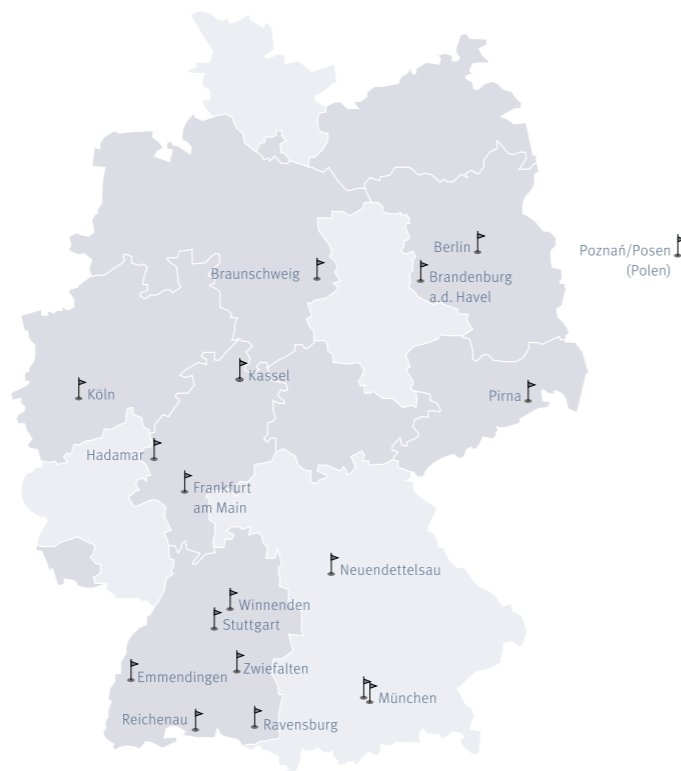 Berlin
Poznań/Posen
(Polen)
Braunschweig
Brandenburg
a.d. Havel
Kassel
Köln
Pirna
Hadamar
Frankfurt
am Main
Neuendettelsau
Winnenden
Stuttgart
Zwiefalten
Emmendingen
München
Reichenau
Ravensburg